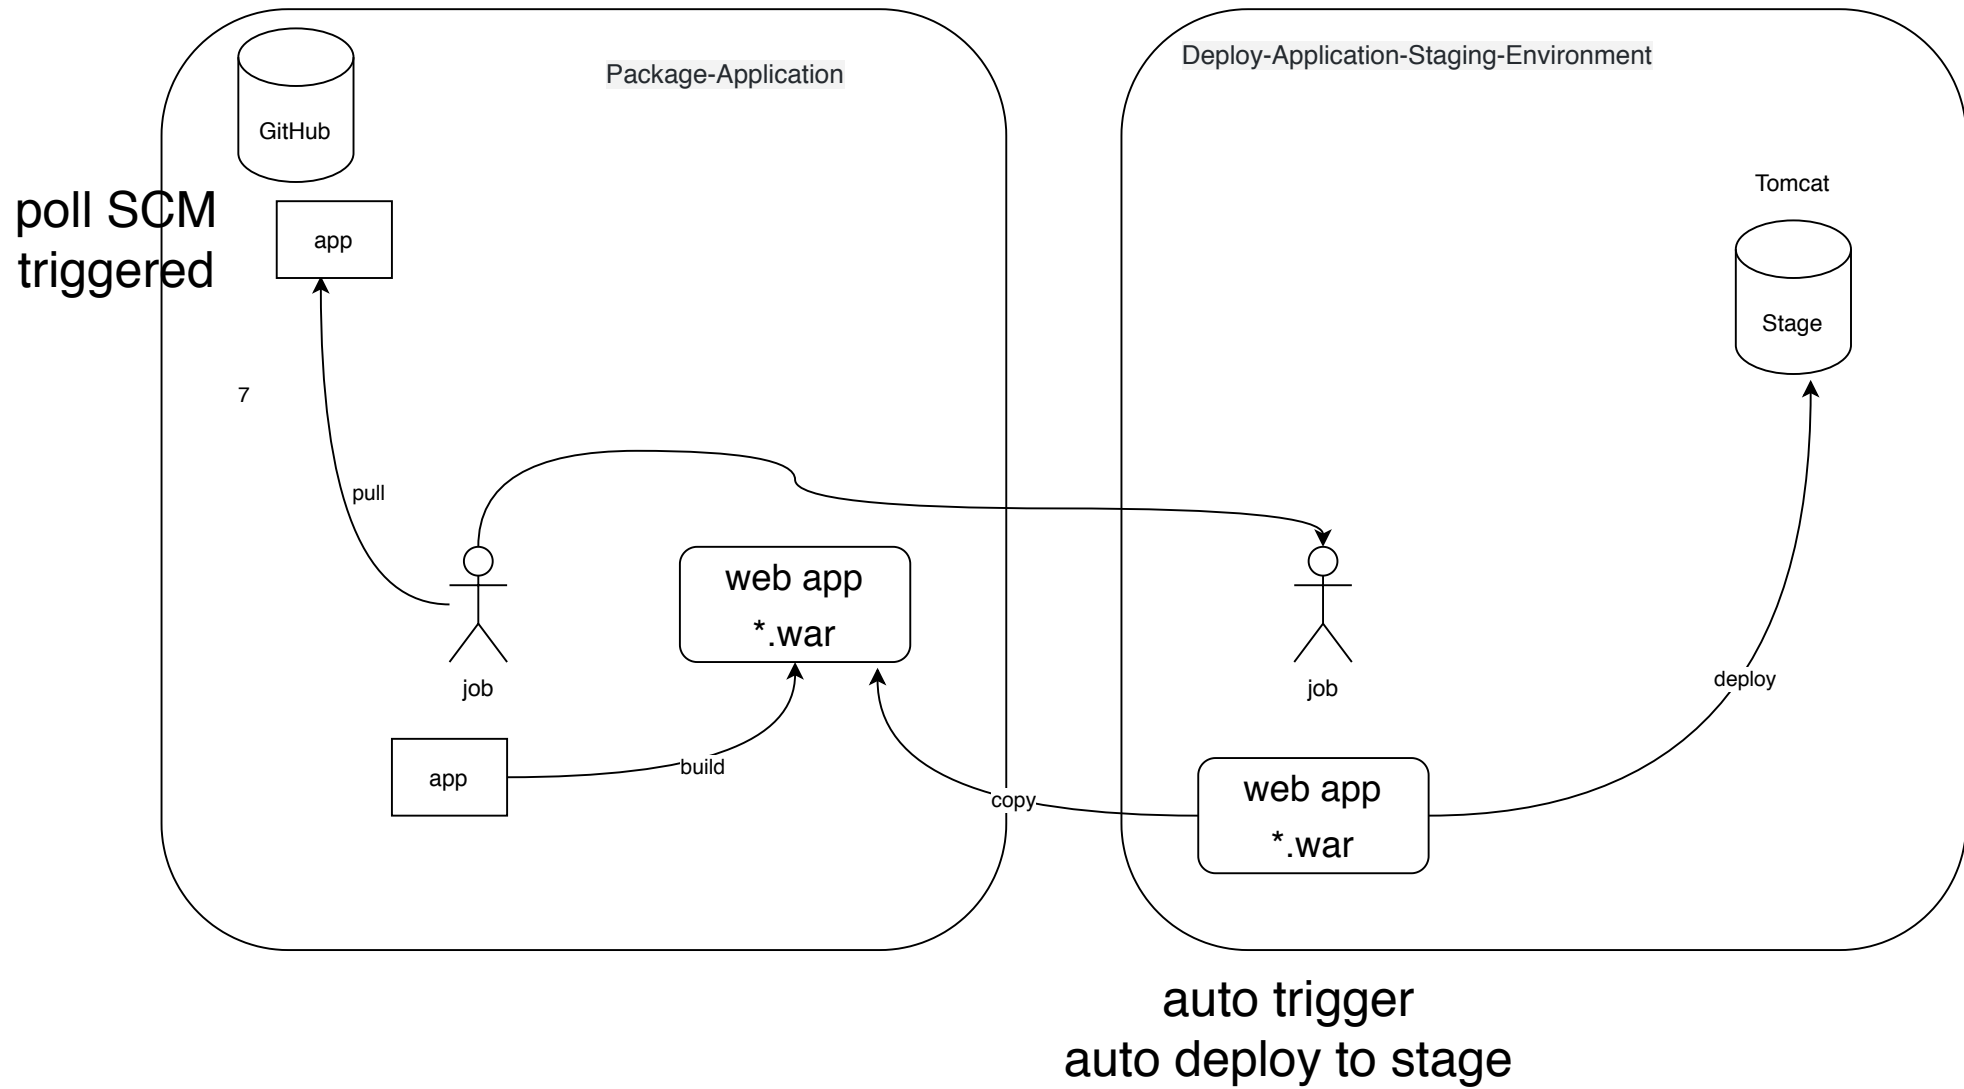 Package-Application
Deploy-Application-Staging-Environment
GitHub
poll SCM
triggered
app
Tomcat
Stage
7
pull
web app
*.war
job
job
deploy
app
build
copy
web app
*.war
auto trigger
auto deploy to stage